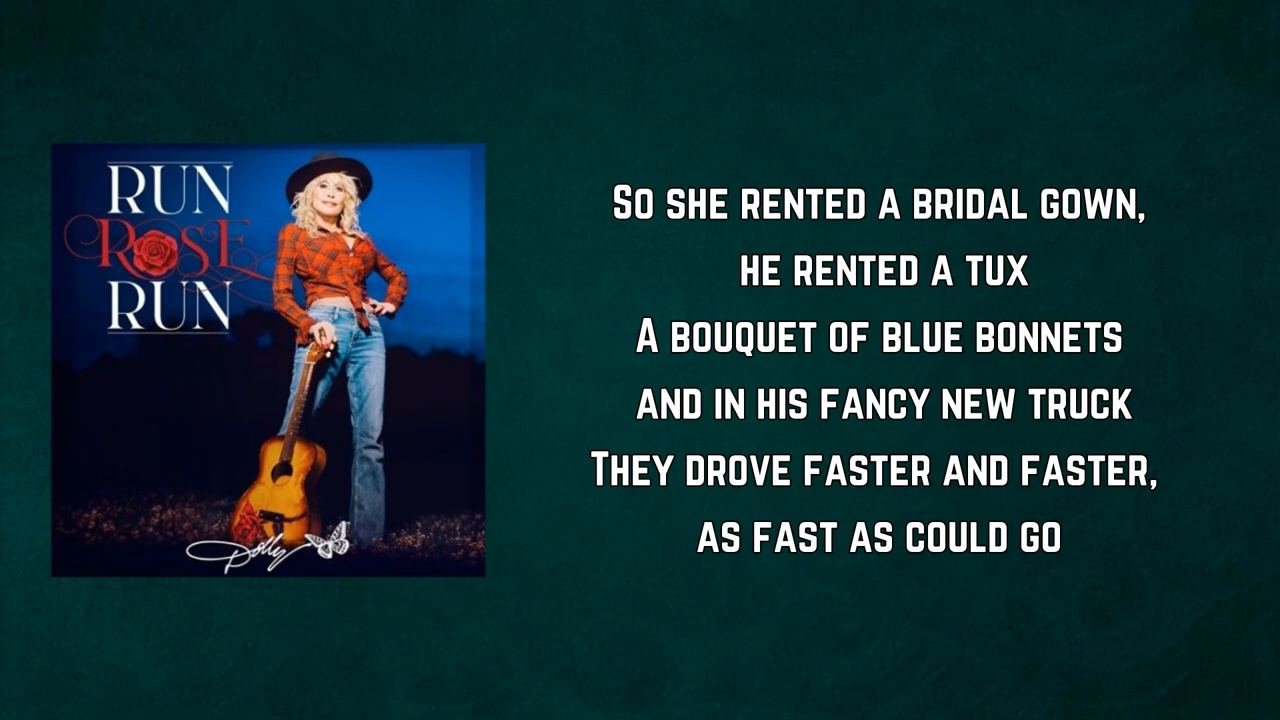 RUN
ROSE
RUN
Dolly
So she rented a bridal gown,
he rented a tux
A bouquet of blue bonnets
and in his fancy new truck
They drove faster and faster,
as fast as could go